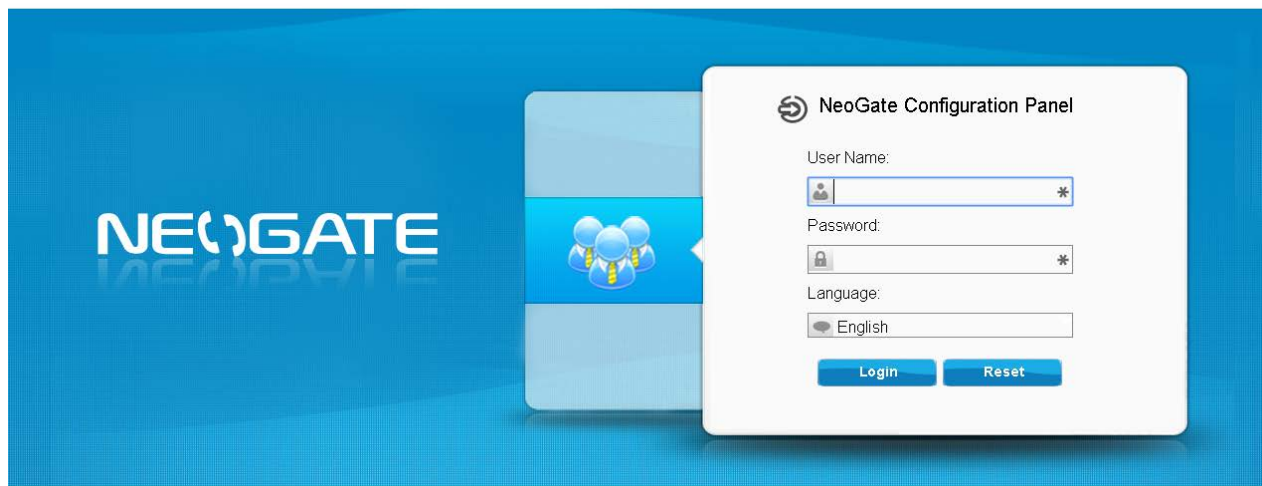 NEOGATE
NeoGate Configuration Panel
User Name:
*
Password:
*
Language:
English
Login Reset